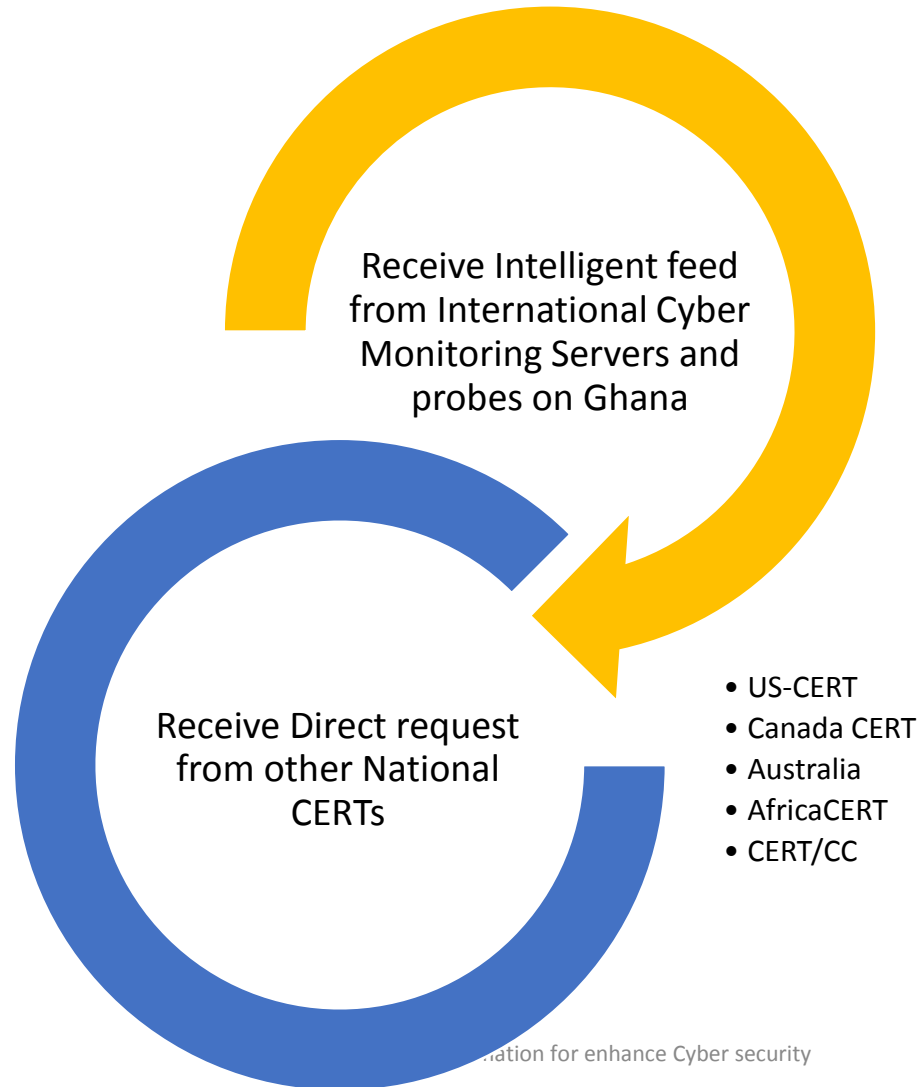 Receive Intelligent feed
from International Cyber
Monitoring Servers and
probes on Ghana
Receive Direct request
from other National
CERTs
• US-CERT
• Canada CERT
• Australia
• AfricaCERT
• CERT/CC
for enhance Cyber security